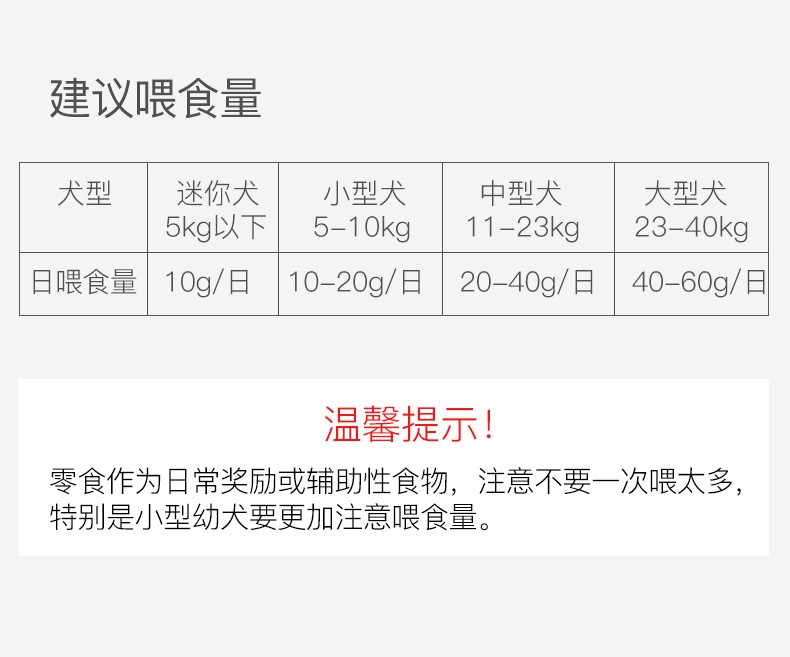 建议喂食量
犬型 迷你犬 小型犬 中型犬 大型犬
5kg以下 5-10kg 11-23kg 23-40kg
日喂食量 10g/日 10-20g/日 20-40g/日 40-60g/日
温馨提示!
零食作为日常奖励或辅助性食物，注意不要一次喂太多，
特别是小型幼犬要更加注意喂食量。